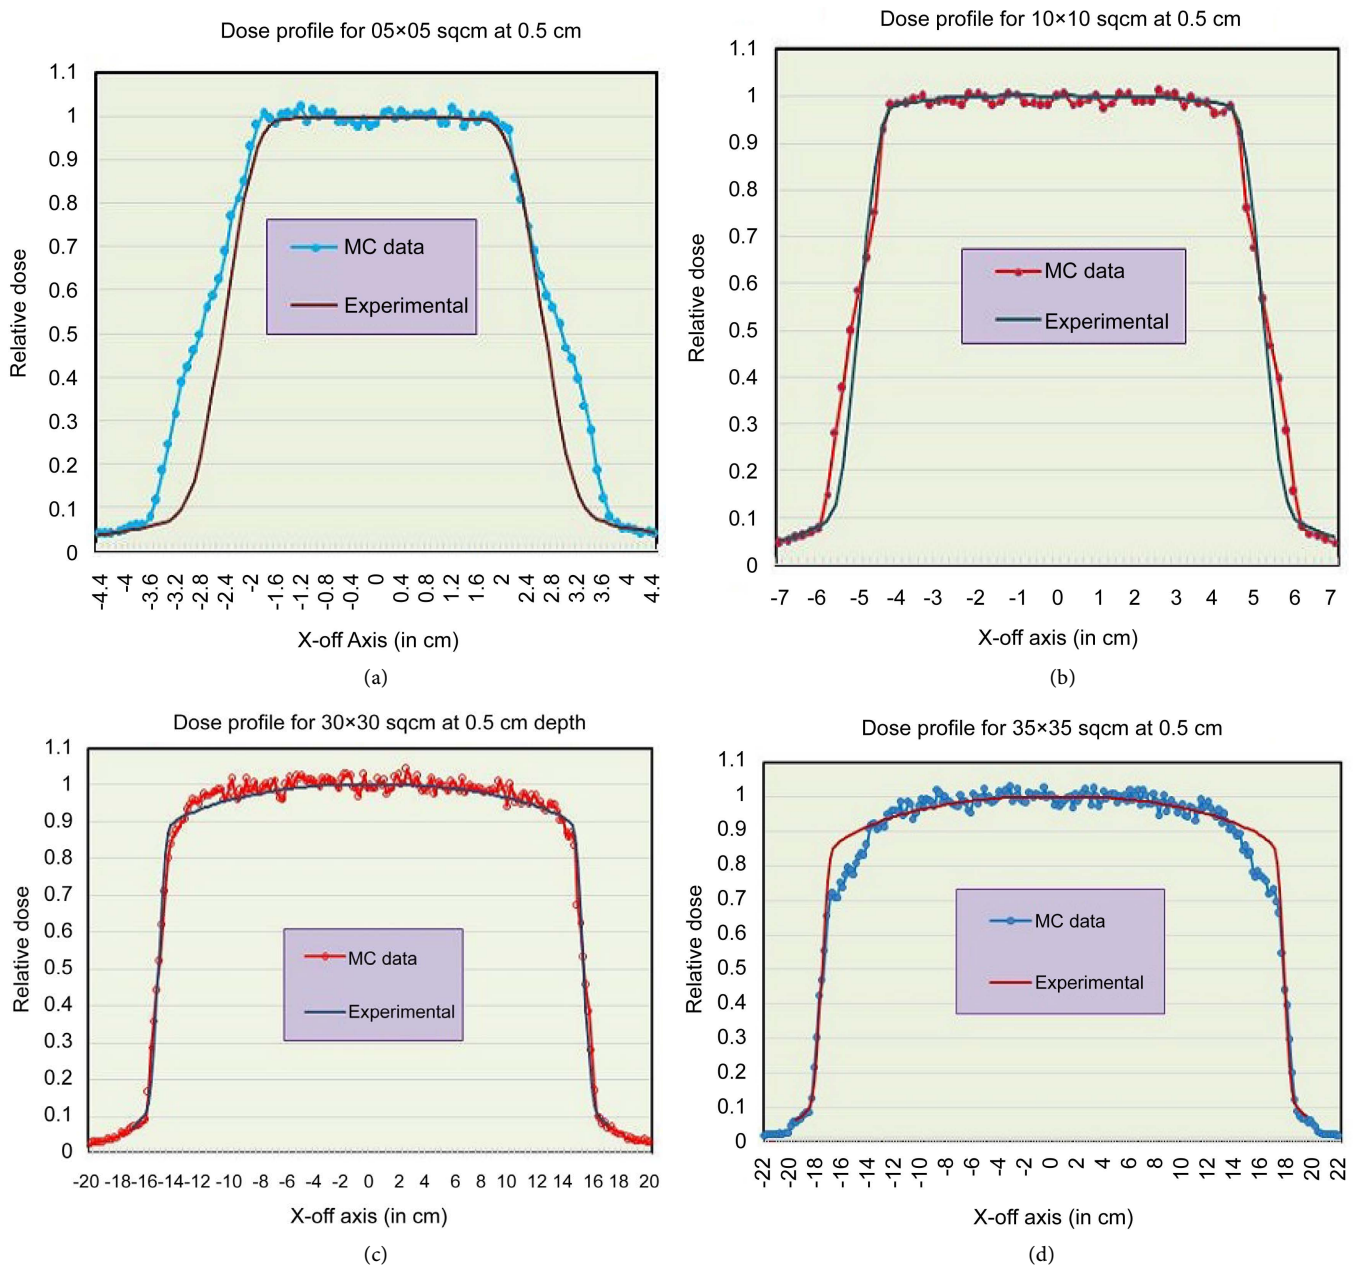 Dose profile for 05×05 sqcm at 0.5 cm
1.1
1
0.9
0.8
0.7
0.6
0.5
0.4
0.3
0.2
0.1
0
Relative dose
MC data
Experimental
-4.4 -4 -3.6 -3.2 -2.8 -2.4 -2 -1.6 -1.2 -0.8 -0.4 0 0.4 0.8 1.2 1.6 2 2.4 2.8 3.2 3.6 4 4.4
X-off Axis (in cm)
(a)
Dose profile for 10×10 sqcm at 0.5 cm
1.1
1
0.9
0.8
0.7
0.6
0.5
0.4
0.3
0.2
0.1
0
Relative dose
MC data
Experimental
-7 -6 -5 -4 -3 -2 -1 0 1 2 3 4 5 6 7
X-off axis (in cm)
(b)
Dose profile for 30×30 sqcm at 0.5 cm depth
1.1
1
0.9
0.8
0.7
0.6
0.5
0.4
0.3
0.2
0.1
0
Relative dose
MC data
Experimental
-20 -18 -16 -14 -12 -10 -8 -6 -4 -2 0 2 4 6 8 10 12 14 16 18 20
X-off axis (in cm)
(c)
Dose profile for 35×35 sqcm at 0.5 cm
1.1
1
0.9
0.8
0.7
0.6
0.5
0.4
0.3
0.2
0.1
0
Relative dose
MC data
Experimental
-22 -20 -18 -16 -14 -12 -10 -8 -6 -4 -2 0 2 4 6 8 10 12 14 16 18 20 22
X-off axis (in cm)
(d)